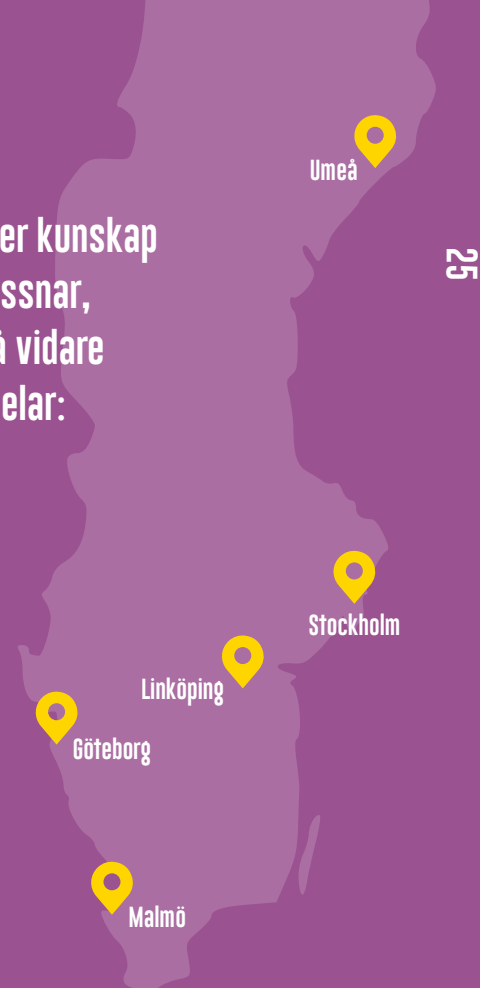 Umeå
er kunskap
ssnar,
å vidare
elar:
25
Stockholm
Linköping
Göteborg
Malmö